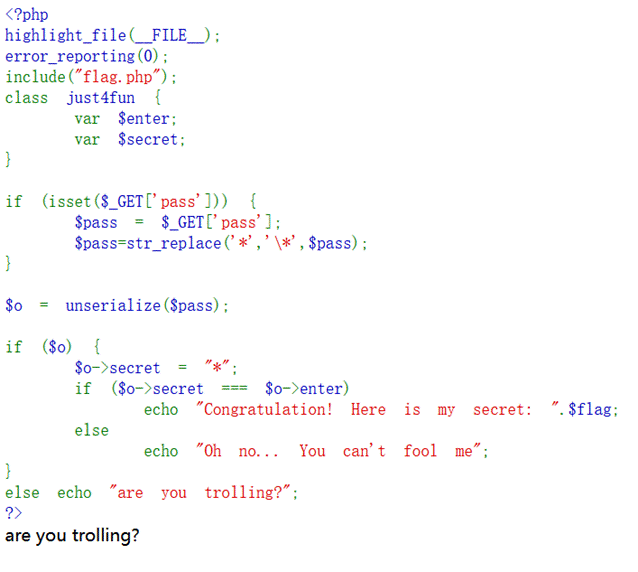 <?php
highlight_file(__FILE__);
error_reporting(0);
include("flag.php");
class just4fun {
        var $enter;
        var $secret;
}

if (isset($_GET['pass'])) {
        $pass = $_GET['pass'];
        $pass=str_replace('*','\*',$pass);
}

$o = unserialize($pass);

if ($o) {
        $o->secret = "*";
        if ($o->secret === $o->enter)
                echo "Congratulation! Here is my secret: ".$flag;
        else
                echo "Oh no... You can't fool me";
}
else echo "are you trolling?";
?>
are you trolling?